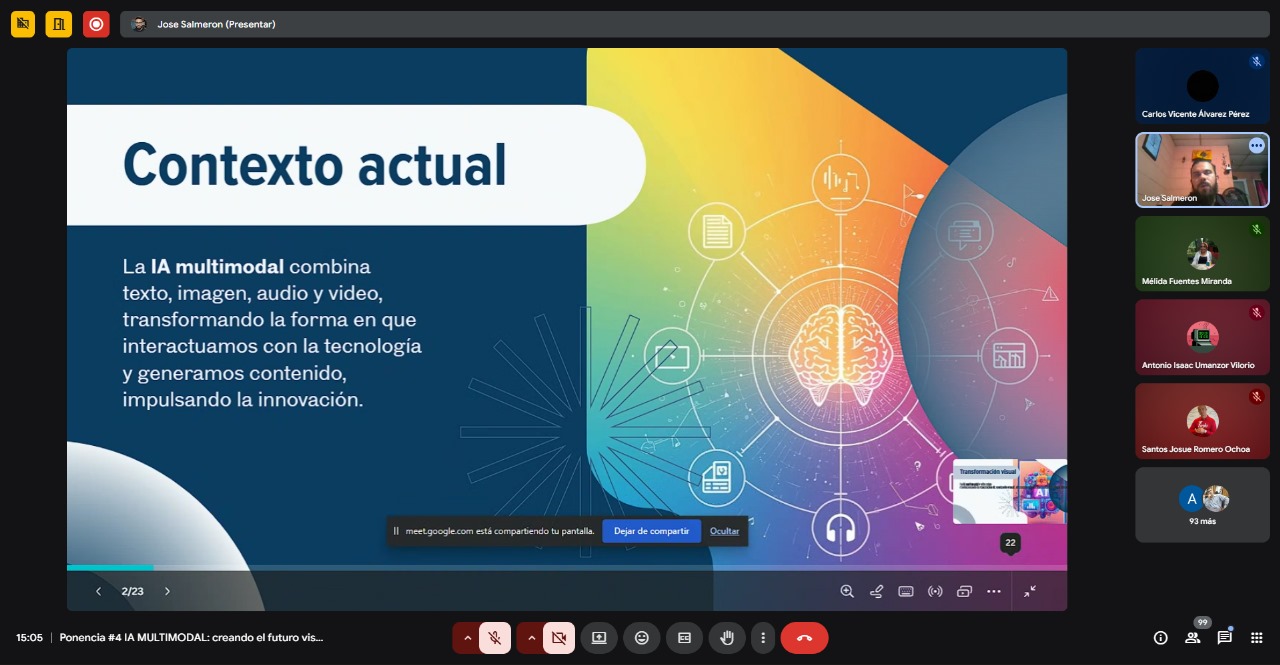 Jose Salmeron (Presentar)
Contexto actual
La IA multimodal combina
texto, imagen, audio y video,
transformando la forma en que
interactuamos con la tecnología
y generamos contenido,
impulsando la innovación.
Transformación visual
AI
meet.google.com está compartiendo tu pantalla.
Dejar de compartir
Ocultar
22
2/23
Carlos Vicente Álvarez Pérez
Jose Salmeron
Mélida Fuentes Miranda
Antonio Isaac Umanzor Vilorio
Santos Josue Romero Ochoa
A
93 más
15:05
Ponencia #4 IA MULTIMODAL: creando el futuro vis...
99